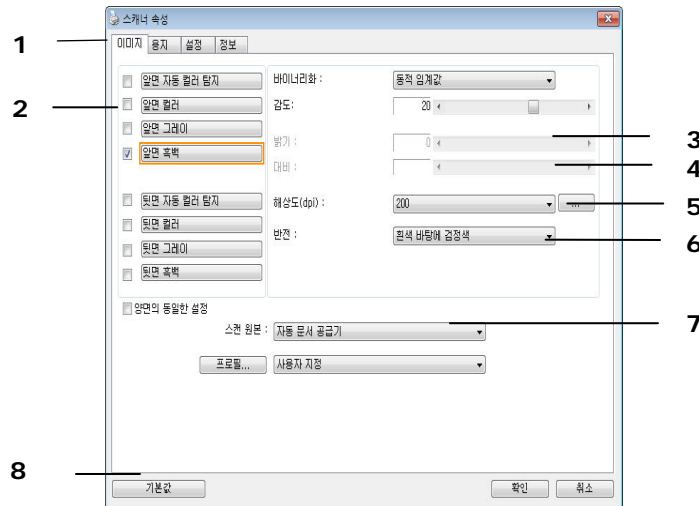 스캐너 속성
1
이미지 용지 설정 정보
앞면 자동 컬러 탐지
바이너리화 : 동적 임계값
2
앞면 컬러
감도: 20
앞면 그레이
밝기 : 0
3
앞면 흑백
대비 :
4
뒷면 자동 컬러 탐지
해상도(dpi) : 200 ...
5
뒷면 컬러
반전 : 흰색 바탕에 검정색
6
뒷면 그레이
뒷면 흑백
양면의 동일한 설정
스캔 원본 : 자동 문서 공급기
7
프로필... 사용자 지정
8
기본값 확인 취소